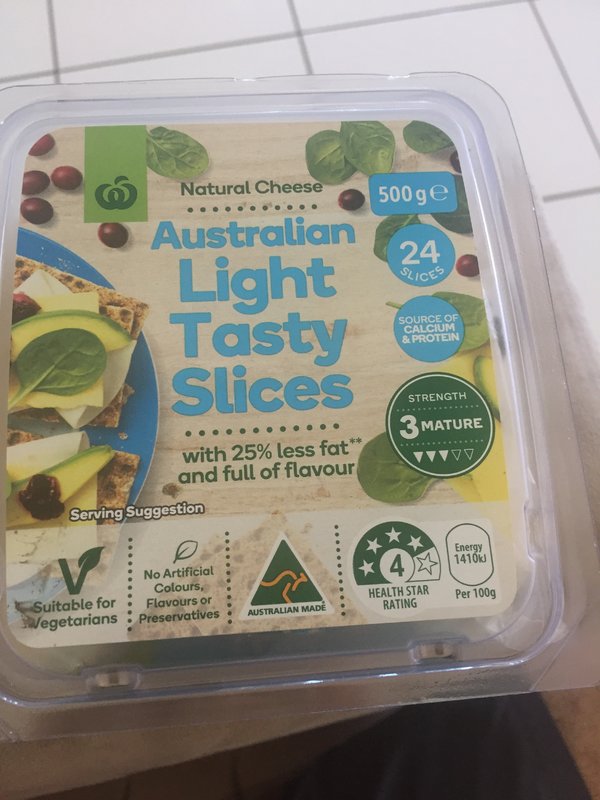 Natural Cheese
500 g e
Australian
Light
Tasty
Slices
24
SLICES
SOURCE OF
CALCIUM
& PROTEIN
STRENGTH
3 MATURE
with 25% less fat**
and full of flavour
Serving Suggestion
V
Suitable for
Vegetarians
No Artificial
Colours,
Flavours or
Preservatives
AUSTRALIAN MADE
4
HEALTH STAR
RATING
Energy
1410kJ
Per 100g